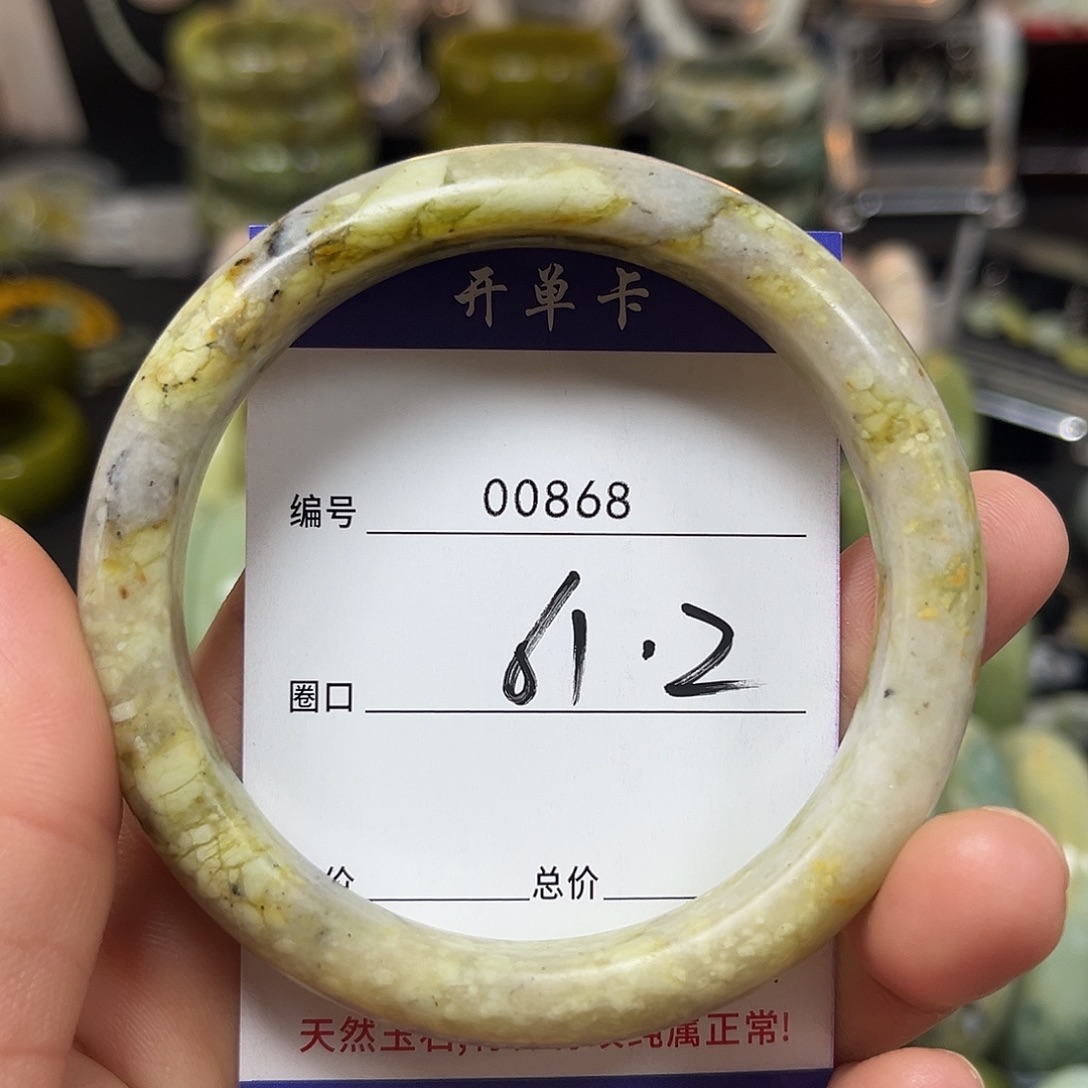 开单卡
编号 00868
圈口 61.2
价 总价
天然玉石, 纯属正常!